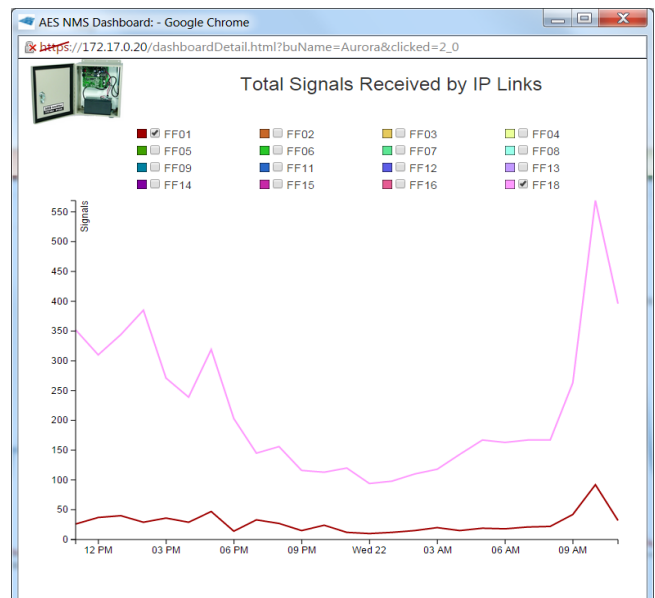 AES NMS Dashboard: - Google Chrome
https://172.17.0.20/dashboardDetail.html?buName=Aurora&clicked=2_0
Total Signals Received by IP Links
FF01 FF02 FF03 FF04
FF05 FF06 FF07 FF08
FF09 FF11 FF12 FF13
FF14 FF15 FF16 FF18
Signals
550
500
450
400
350
300
250
200
150
100
50
0
12 PM 03 PM 06 PM 09 PM Wed 22 03 AM 06 AM 09 AM